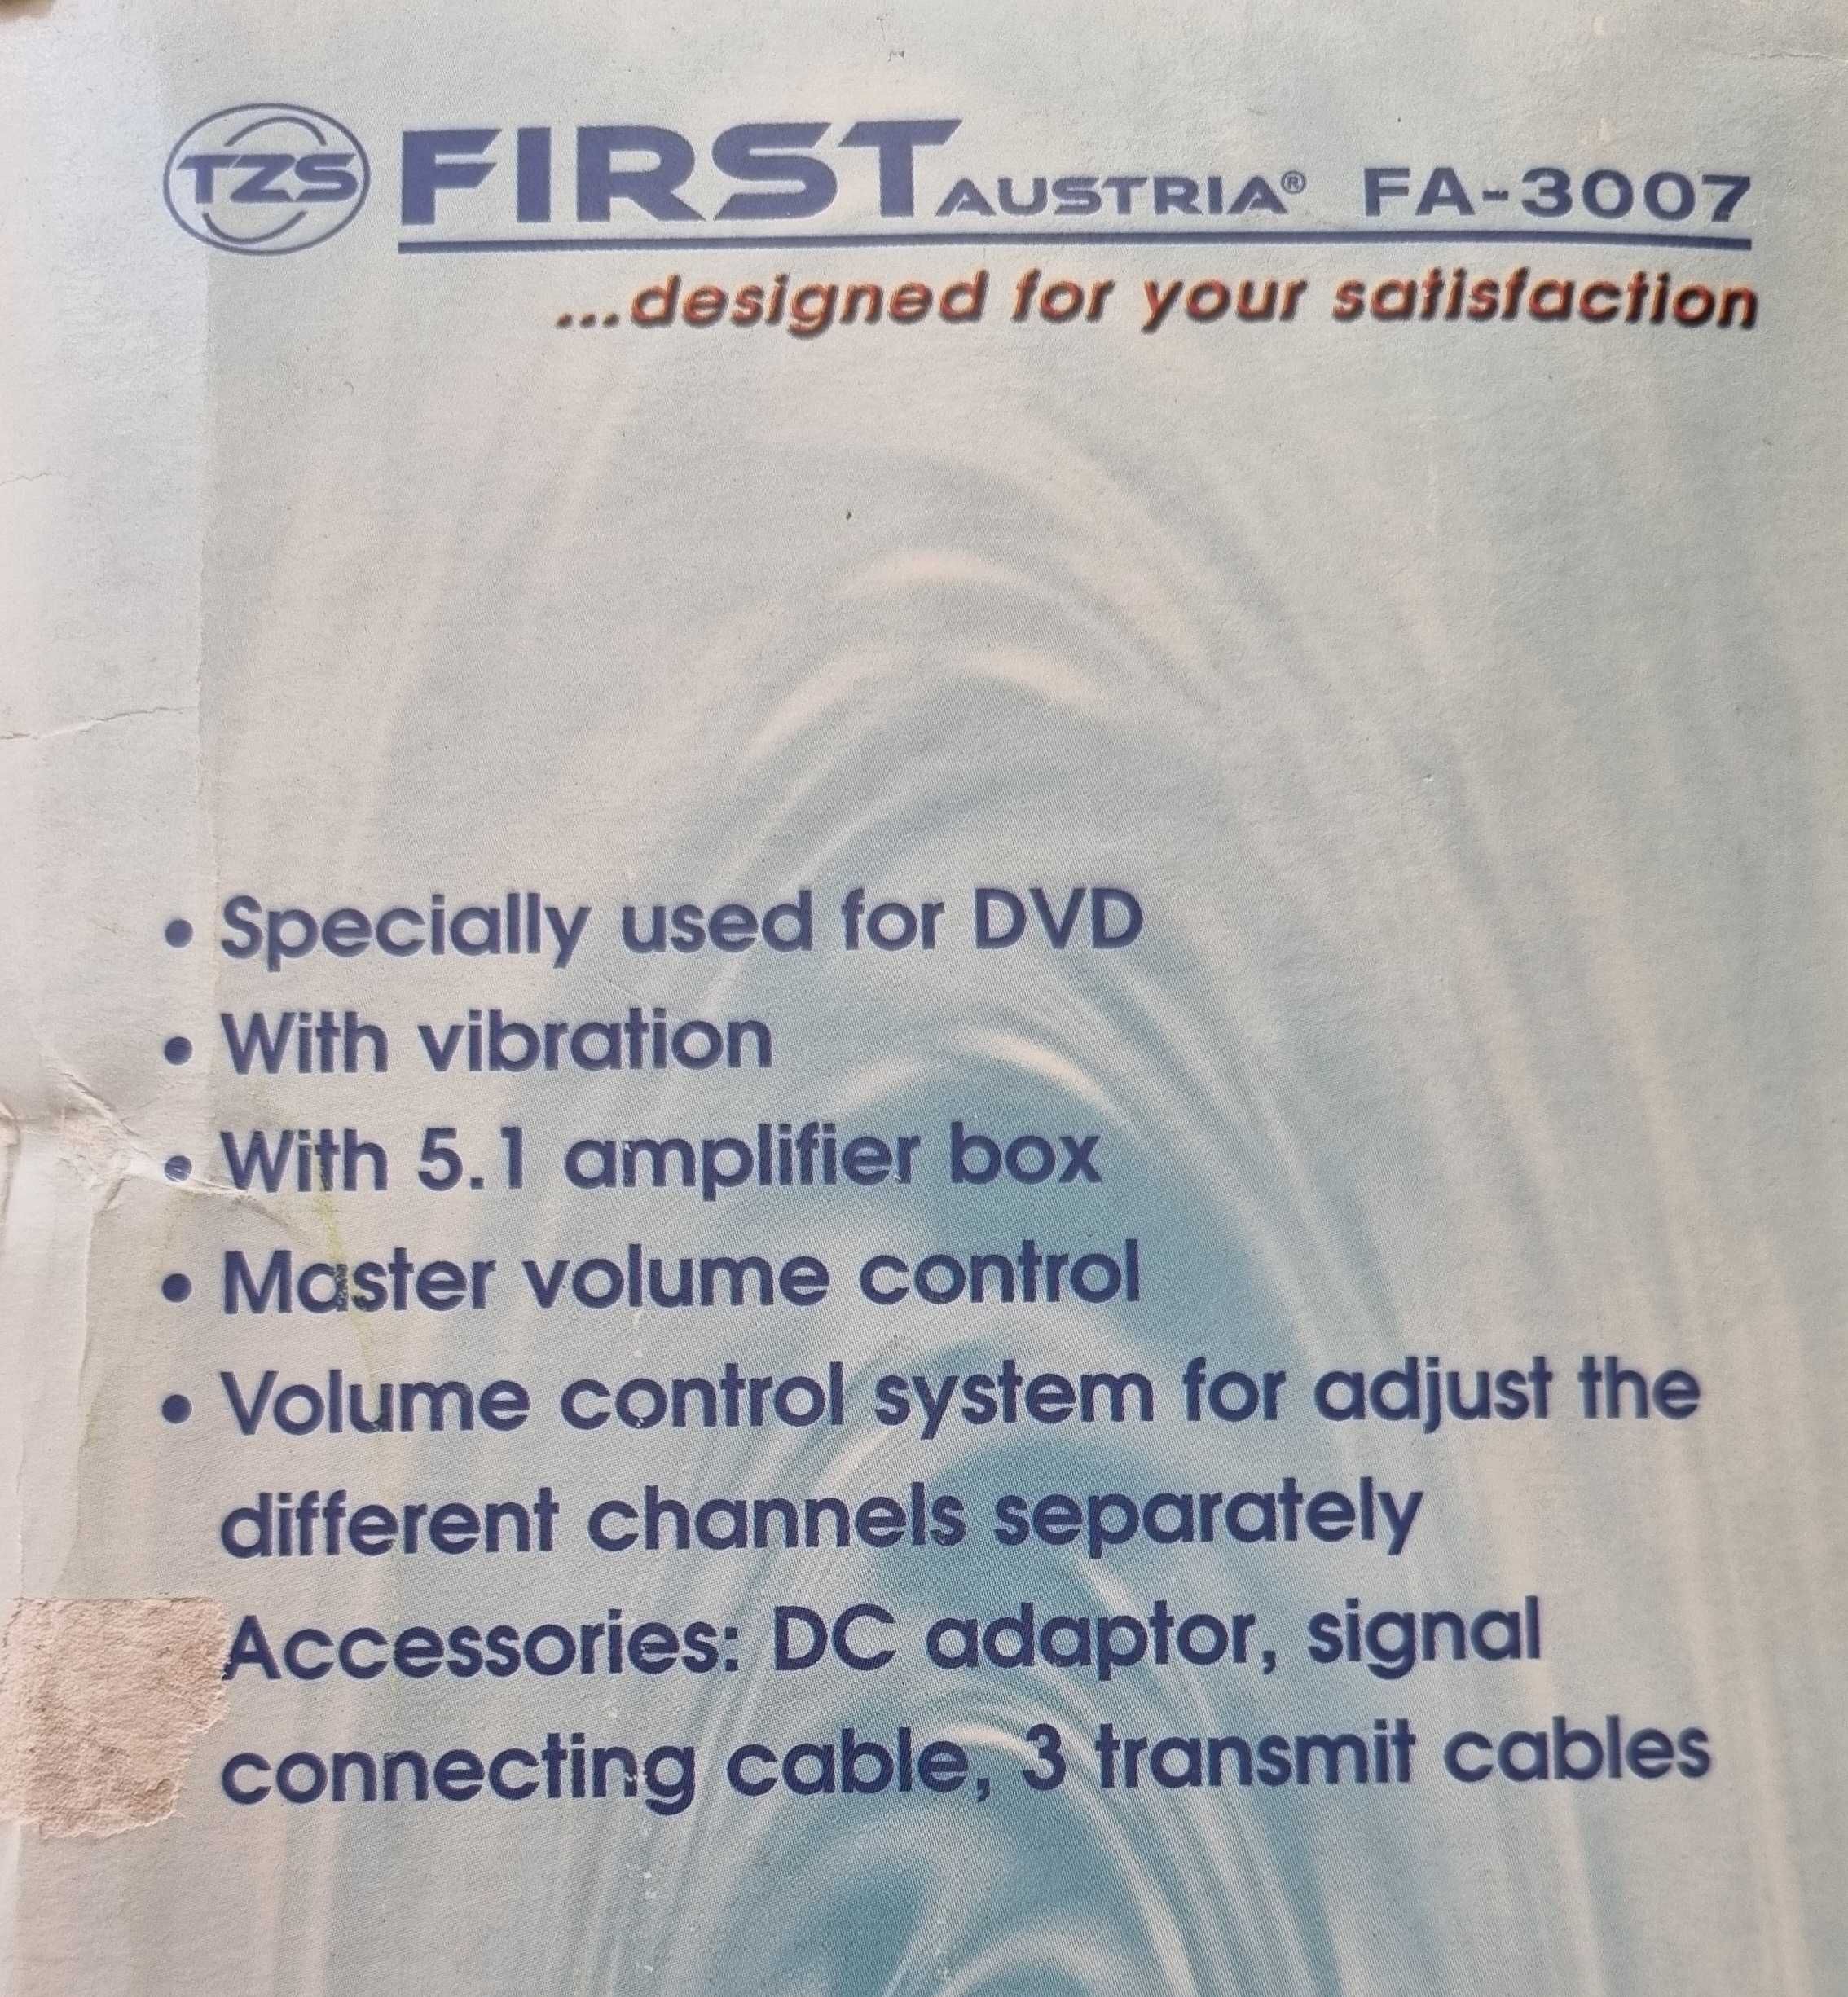 TZS FIRST AUSTRIA® FA-3007
...designed for your satisfaction
• Specially used for DVD
• With vibration
• With 5.1 amplifier box
• Master volume control
• Volume control system for adjust the
different channels separately
Accessories: DC adaptor, signal
connecting cable, 3 transmit cables